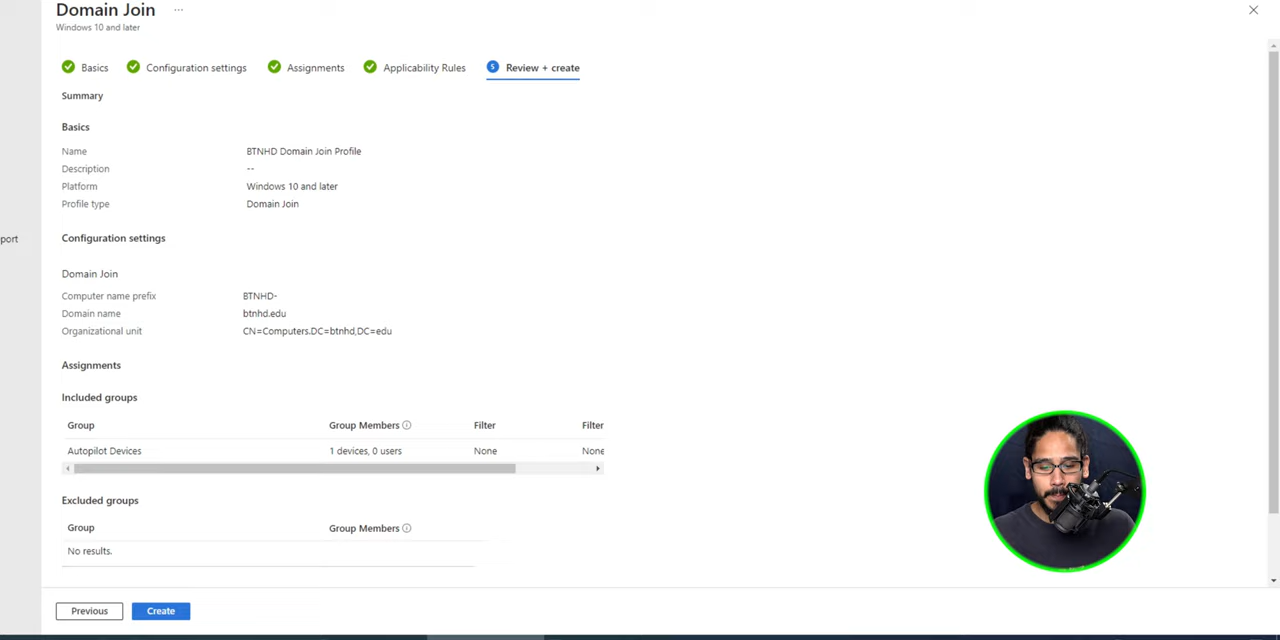 Domain Join ...
Windows 10 and later
Basics Configuration settings Assignments Applicability Rules 5 Review + create
Summary
Basics
Name BTNHD Domain Join Profile
Description --
Platform Windows 10 and later
Profile type Domain Join
port
Configuration settings
Domain Join
Computer name prefix BTNHD-
Domain name btnhd.edu
Organizational unit CN=Computers.DC=btnhd,DC=edu
Assignments
Included groups
Group Group Members Filter Filter
Autopilot Devices 1 devices, 0 users None None
Excluded groups
Group Group Members
No results.
Previous Create